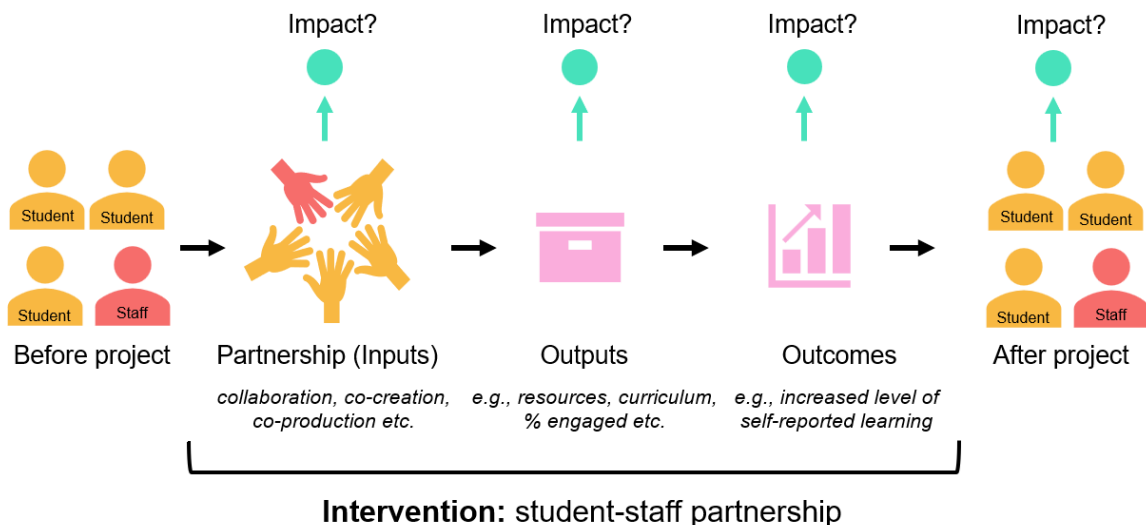 Impact?
Impact?
Impact?
Impact?
Student
Student
Student
Staff
Student
Student
Student
Staff
Before project
Partnership (Inputs)
Outputs
Outcomes
After project
collaboration, co-creation,
co-production etc.
e.g., resources, curriculum,
% engaged etc.
e.g., increased level of
self-reported learning
Intervention: student-staff partnership